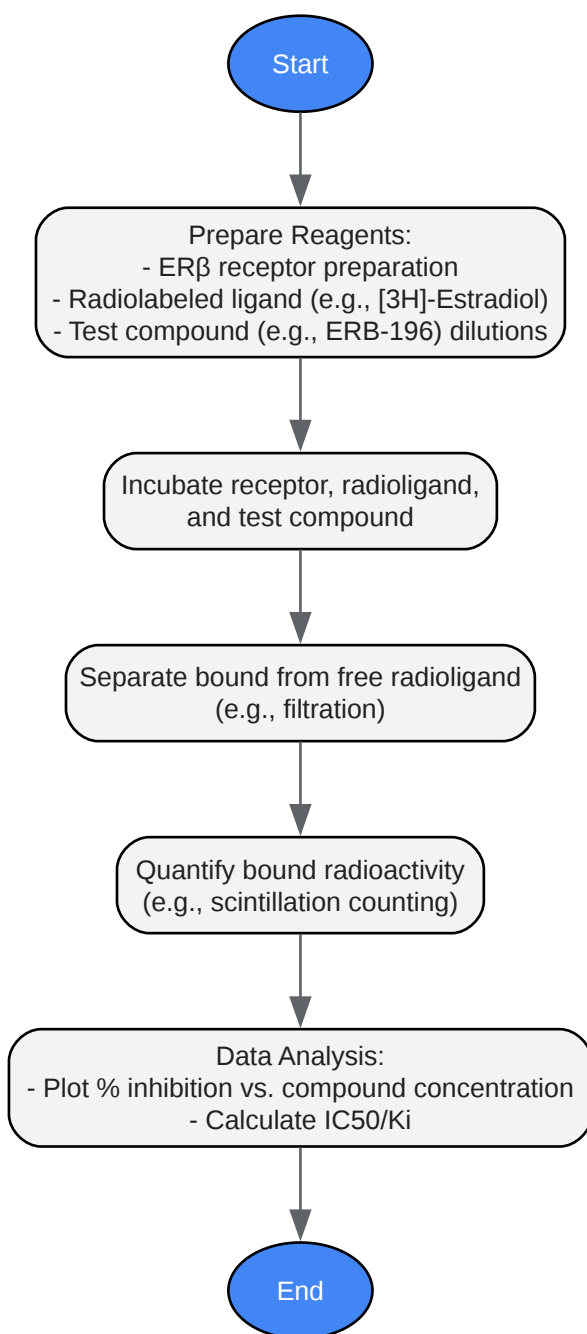 Start
Prepare Reagents:
- ERβ receptor preparation
- Radiolabeled ligand (e.g., [3H]-Estradiol)
- Test compound (e.g., ERB-196) dilutions
Incubate receptor, radioligand,
and test compound
Separate bound from free radioligand
(e.g., filtration)
Quantify bound radioactivity
(e.g., scintillation counting)
Data Analysis:
- Plot % inhibition vs. compound concentration
- Calculate IC50/Ki
End